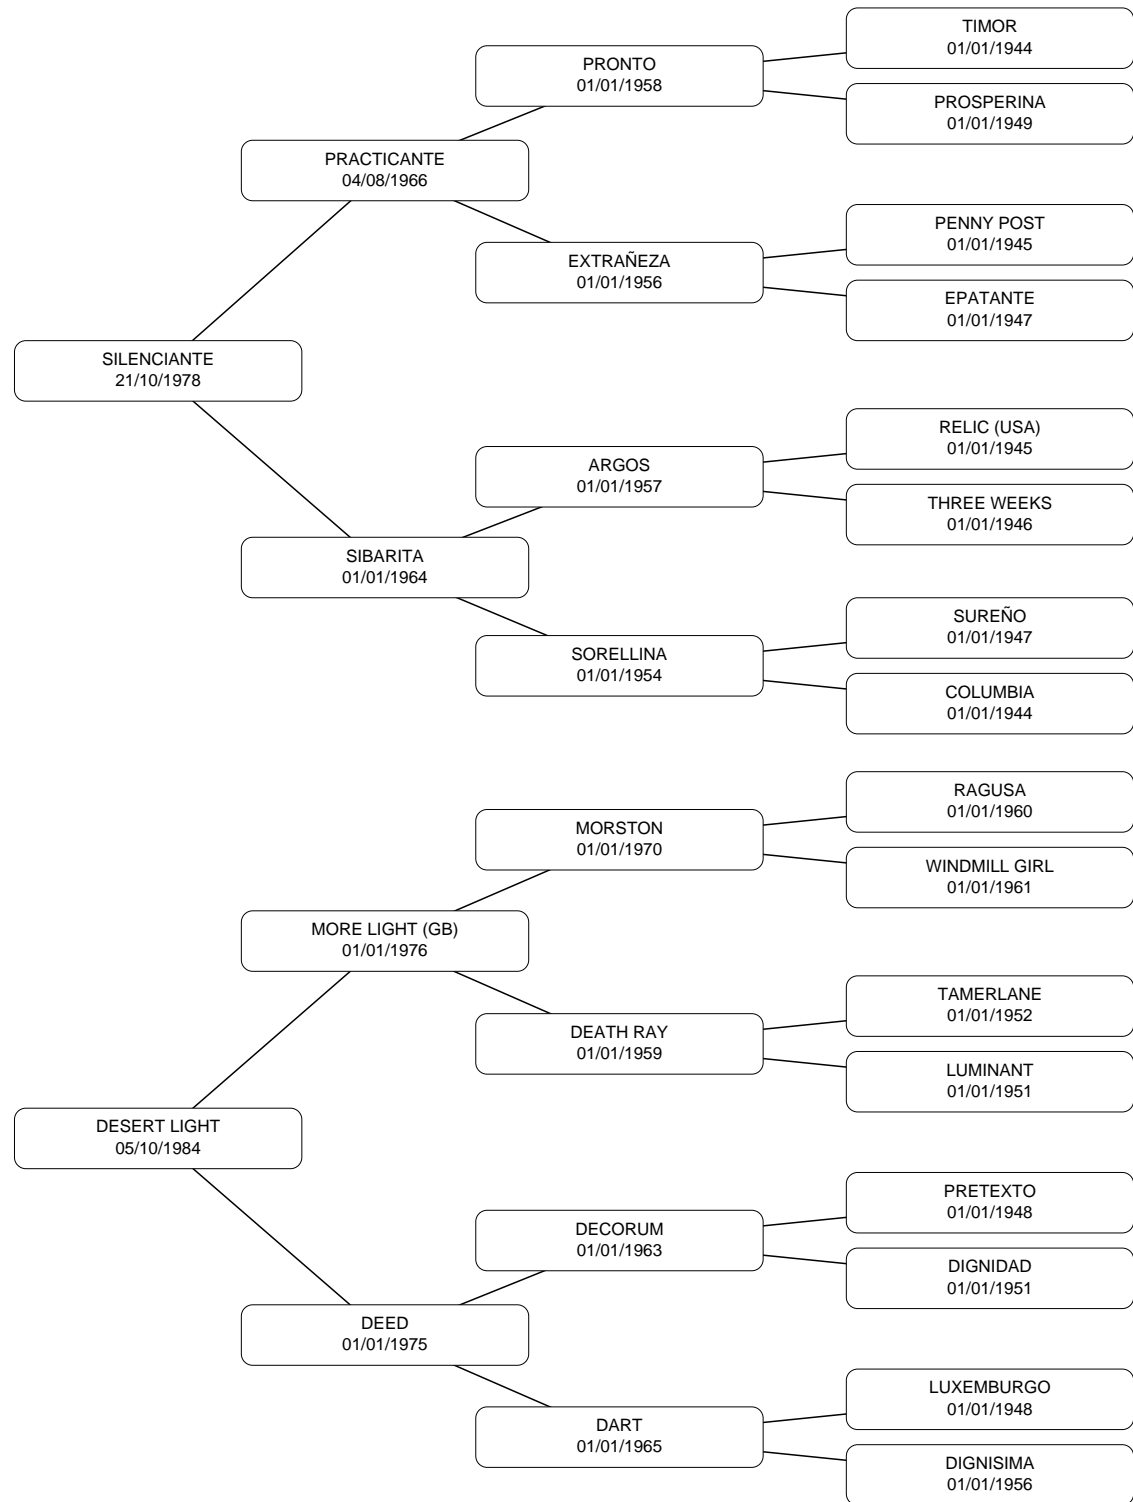 TIMOR
01/01/1944
PRONTO
01/01/1958
PROSPERINA
01/01/1949
PRACTICANTE
04/08/1966
PENNY POST
01/01/1945
EXTRAÑEZA
01/01/1956
EPATANTE
01/01/1947
SILENCIANTE
21/10/1978
RELIC (USA)
01/01/1945
ARGOS
01/01/1957
THREE WEEKS
01/01/1946
SIBARITA
01/01/1964
SUREÑO
01/01/1947
SORELLINA
01/01/1954
COLUMBIA
01/01/1944
RAGUSA
01/01/1960
MORSTON
01/01/1970
WINDMILL GIRL
01/01/1961
MORE LIGHT (GB)
01/01/1976
TAMERLANE
01/01/1952
DEATH RAY
01/01/1959
LUMINANT
01/01/1951
DESERT LIGHT
05/10/1984
PRETEXTO
01/01/1948
DECORUM
01/01/1963
DIGNIDAD
01/01/1951
DEED
01/01/1975
LUXEMBURGO
01/01/1948
DART
01/01/1965
DIGNISIMA
01/01/1956